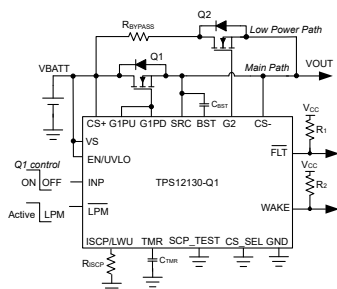 Q2
RBYPASS
Low Power Path
Q1
VBATT
Main Path
VOUT
CBST
CS+ G1PU G1PD SRC BST G2 CS-
VCC
R1
VS
EN/UVLO
FLT
Q1 control
ON OFF
INP
TPS12130-Q1
VCC
R2
Active LPM
LPM
WAKE
ISCP/LWU TMR SCP_TEST CS_SEL GND
RISCP
CTMR